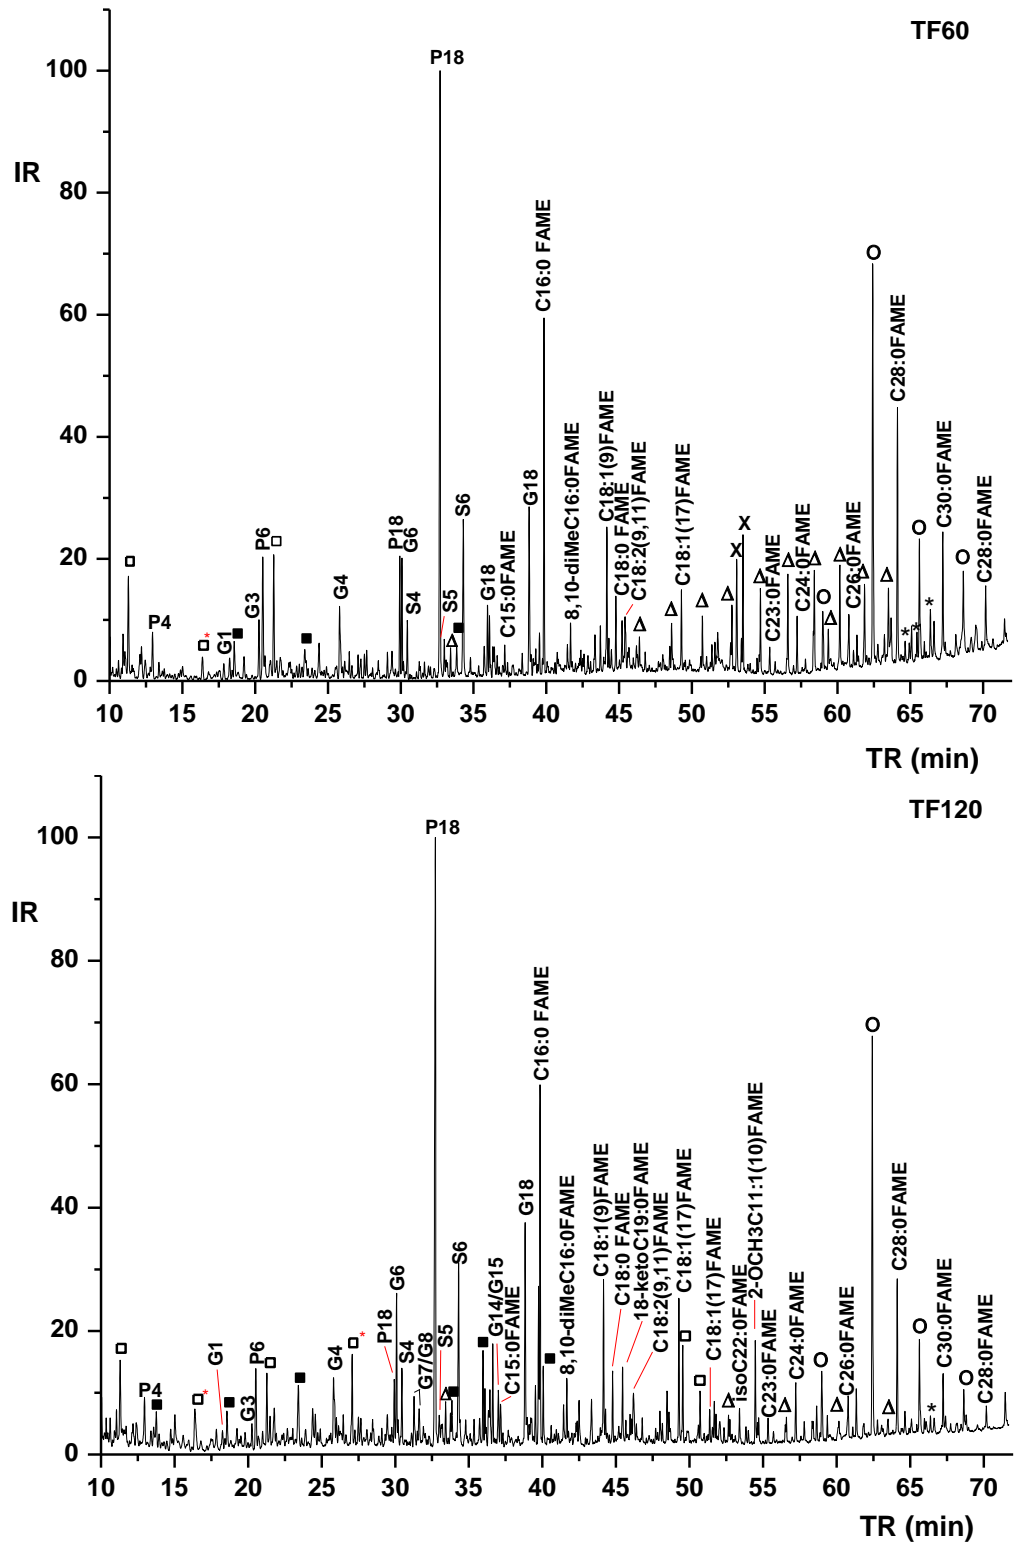 TF60
IR
100
80
60
40
20
0
P4
*
G1
G3
P6
G4
P18
G6
S4
P18
S5
S6
G18
C15:0FAME
G18
C16:0 FAME
8,10-diMeC16:0FAME
C18:1(9)FAME
C18:0 FAME
C18:2(9,11)FAME
C18:1(17)FAME
X
X
C23:0FAME
C24:0FAME
O
C26:0FAME
O
C28:0FAME
*
*
O
*
C30:0FAME
O
C28:0FAME
10 15 20 25 30 35 40 45 50 55 60 65 70
TR (min)
TF120
IR
100
80
60
40
20
0
P4
*
G1
G3
P6
G4
*
P18
G6
S4
G7/G8
P18
S5
S6
G14/G15
C15:0FAME
G18
C16:0 FAME
8,10-diMeC16:0FAME
C18:1(9)FAME
C18:0 FAME
18-ketoC19:0FAME
C18:2(9,11)FAME
C18:1(17)FAME
C18:1(17)FAME
isoC22:0FAME
2-OCH3C11:1(10)FAME
C23:0FAME
C24:0FAME
O
C26:0FAME
O
C28:0FAME
O
*
C30:0FAME
O
C28:0FAME
10 15 20 25 30 35 40 45 50 55 60 65 70
TR (min)